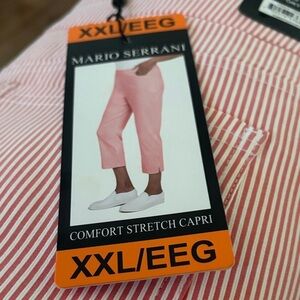 XXL/EEG
MARIO SERRANI
COMFORT STRETCH CAPRI
XXL/EEG